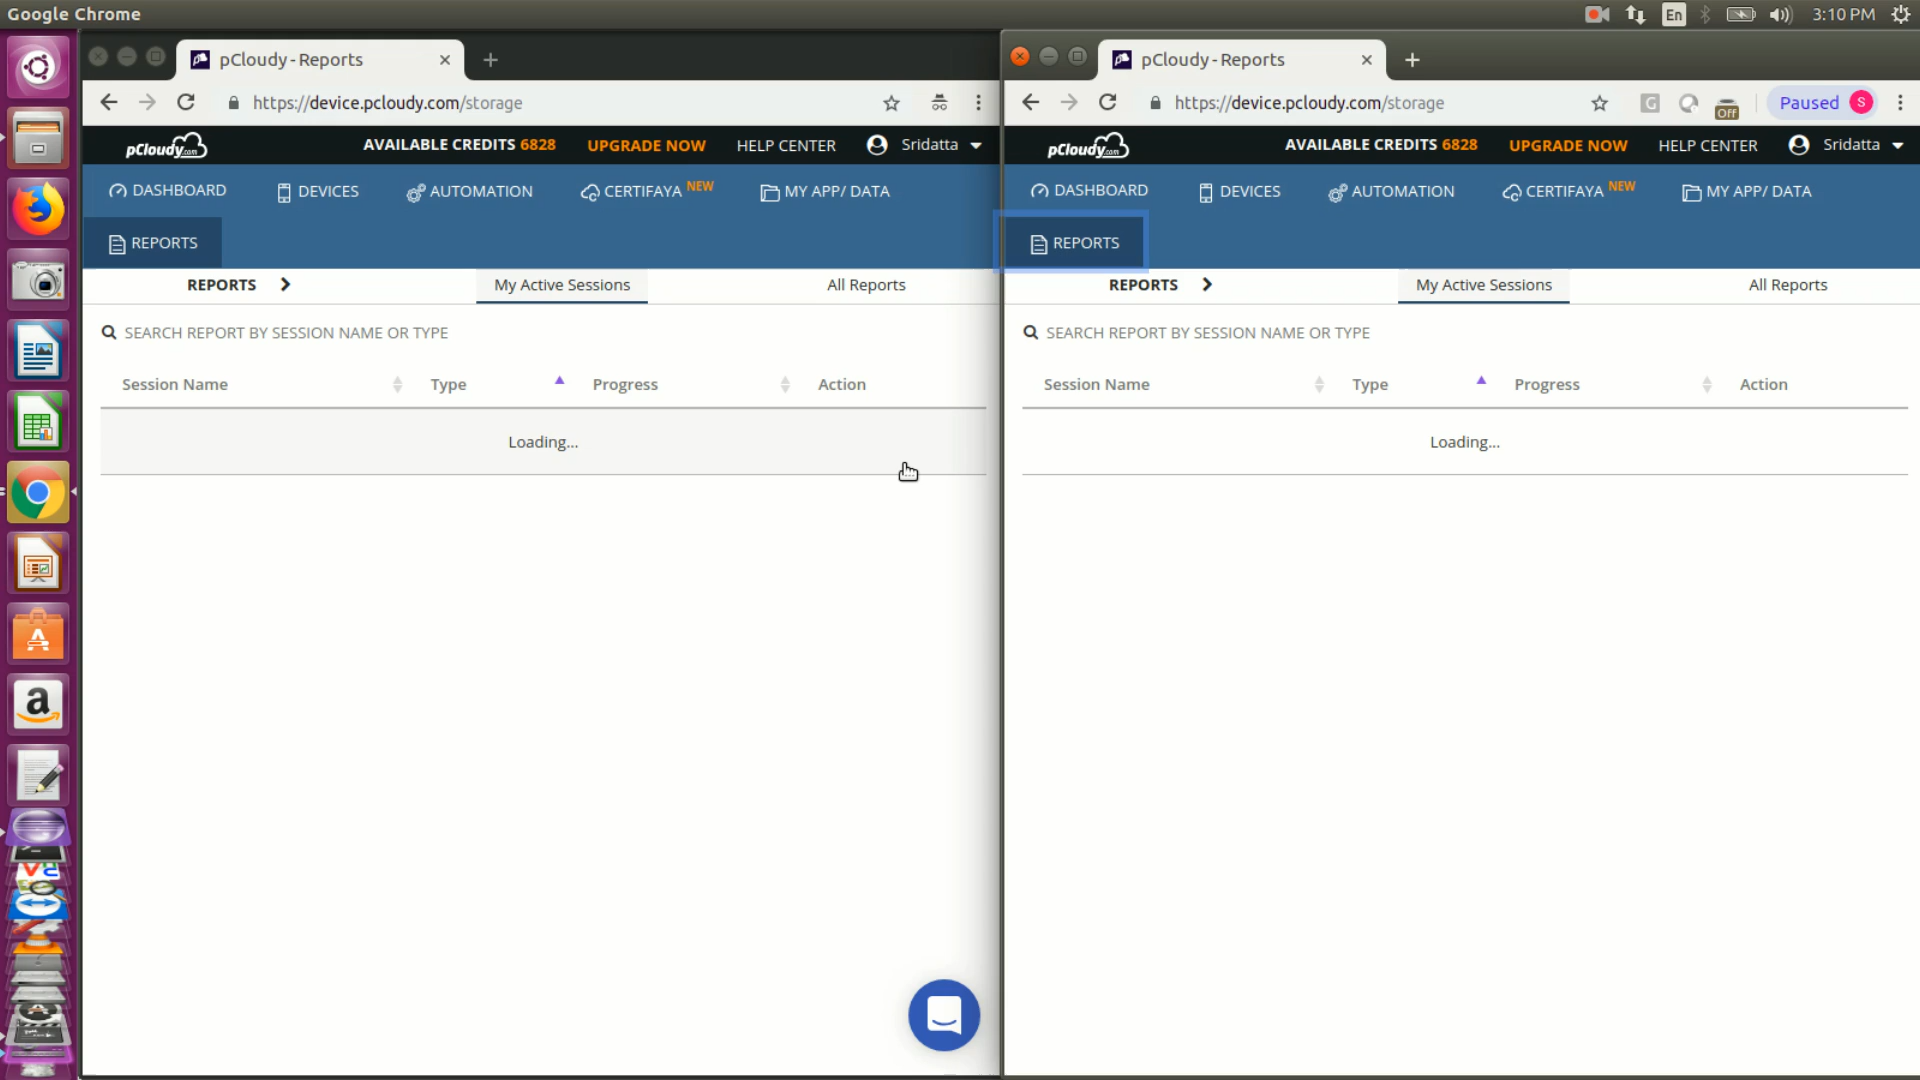 Google Chrome
En
3:10 PM
pCloudy - Reports
https://device.pcloudy.com/storage
pCloudy.com
AVAILABLE CREDITS 6828
UPGRADE NOW
HELP CENTER
Sridatta
DASHBOARD
DEVICES
AUTOMATION
CERTIFAYA NEW
MY APP/ DATA
REPORTS
REPORTS
My Active Sessions
All Reports
SEARCH REPORT BY SESSION NAME OR TYPE
Session Name
Type
Progress
Action
Loading...
pCloudy - Reports
https://device.pcloudy.com/storage
G
Off
Paused
S
pCloudy.com
AVAILABLE CREDITS 6828
UPGRADE NOW
HELP CENTER
Sridatta
DASHBOARD
DEVICES
AUTOMATION
CERTIFAYA NEW
MY APP/ DATA
REPORTS
REPORTS
My Active Sessions
All Reports
SEARCH REPORT BY SESSION NAME OR TYPE
Session Name
Type
Progress
Action
Loading...